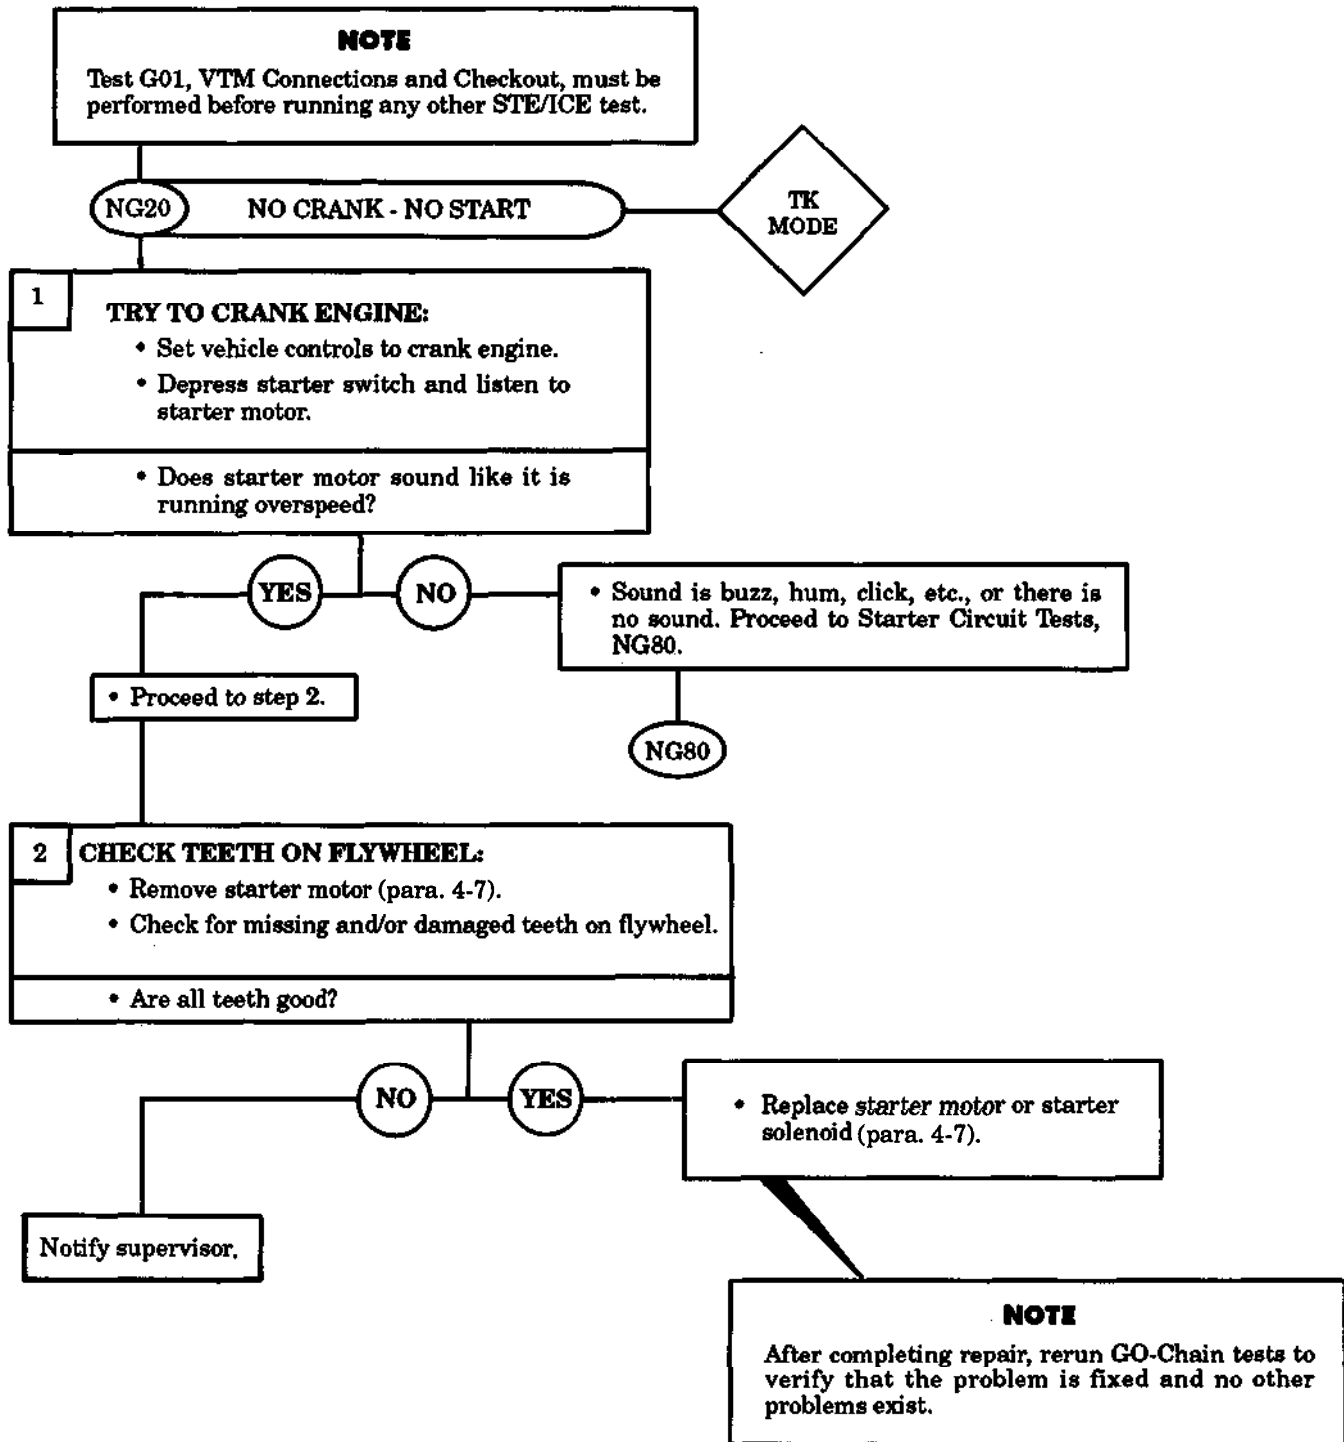 NOTE
Test G01, VTM Connections and Checkout, must be
performed before running any other STE/ICE test.
NG20
NO CRANK - NO START
TK
MODE
1
TRY TO CRANK ENGINE:
• Set vehicle controls to crank engine.
• Depress starter switch and listen to
starter motor.
• Does starter motor sound like it is
running overspeed?
YES
NO
• Sound is buzz, hum, click, etc., or there is
no sound. Proceed to Starter Circuit Tests,
NG80.
• Proceed to step 2.
NG80
2
CHECK TEETH ON FLYWHEEL:
• Remove starter motor (para. 4-7).
• Check for missing and/or damaged teeth on flywheel.
• Are all teeth good?
NO
YES
• Replace starter motor or starter
solenoid (para. 4-7).
Notify supervisor.
NOTE
After completing repair, rerun GO-Chain tests to
verify that the problem is fixed and no other
problems exist.